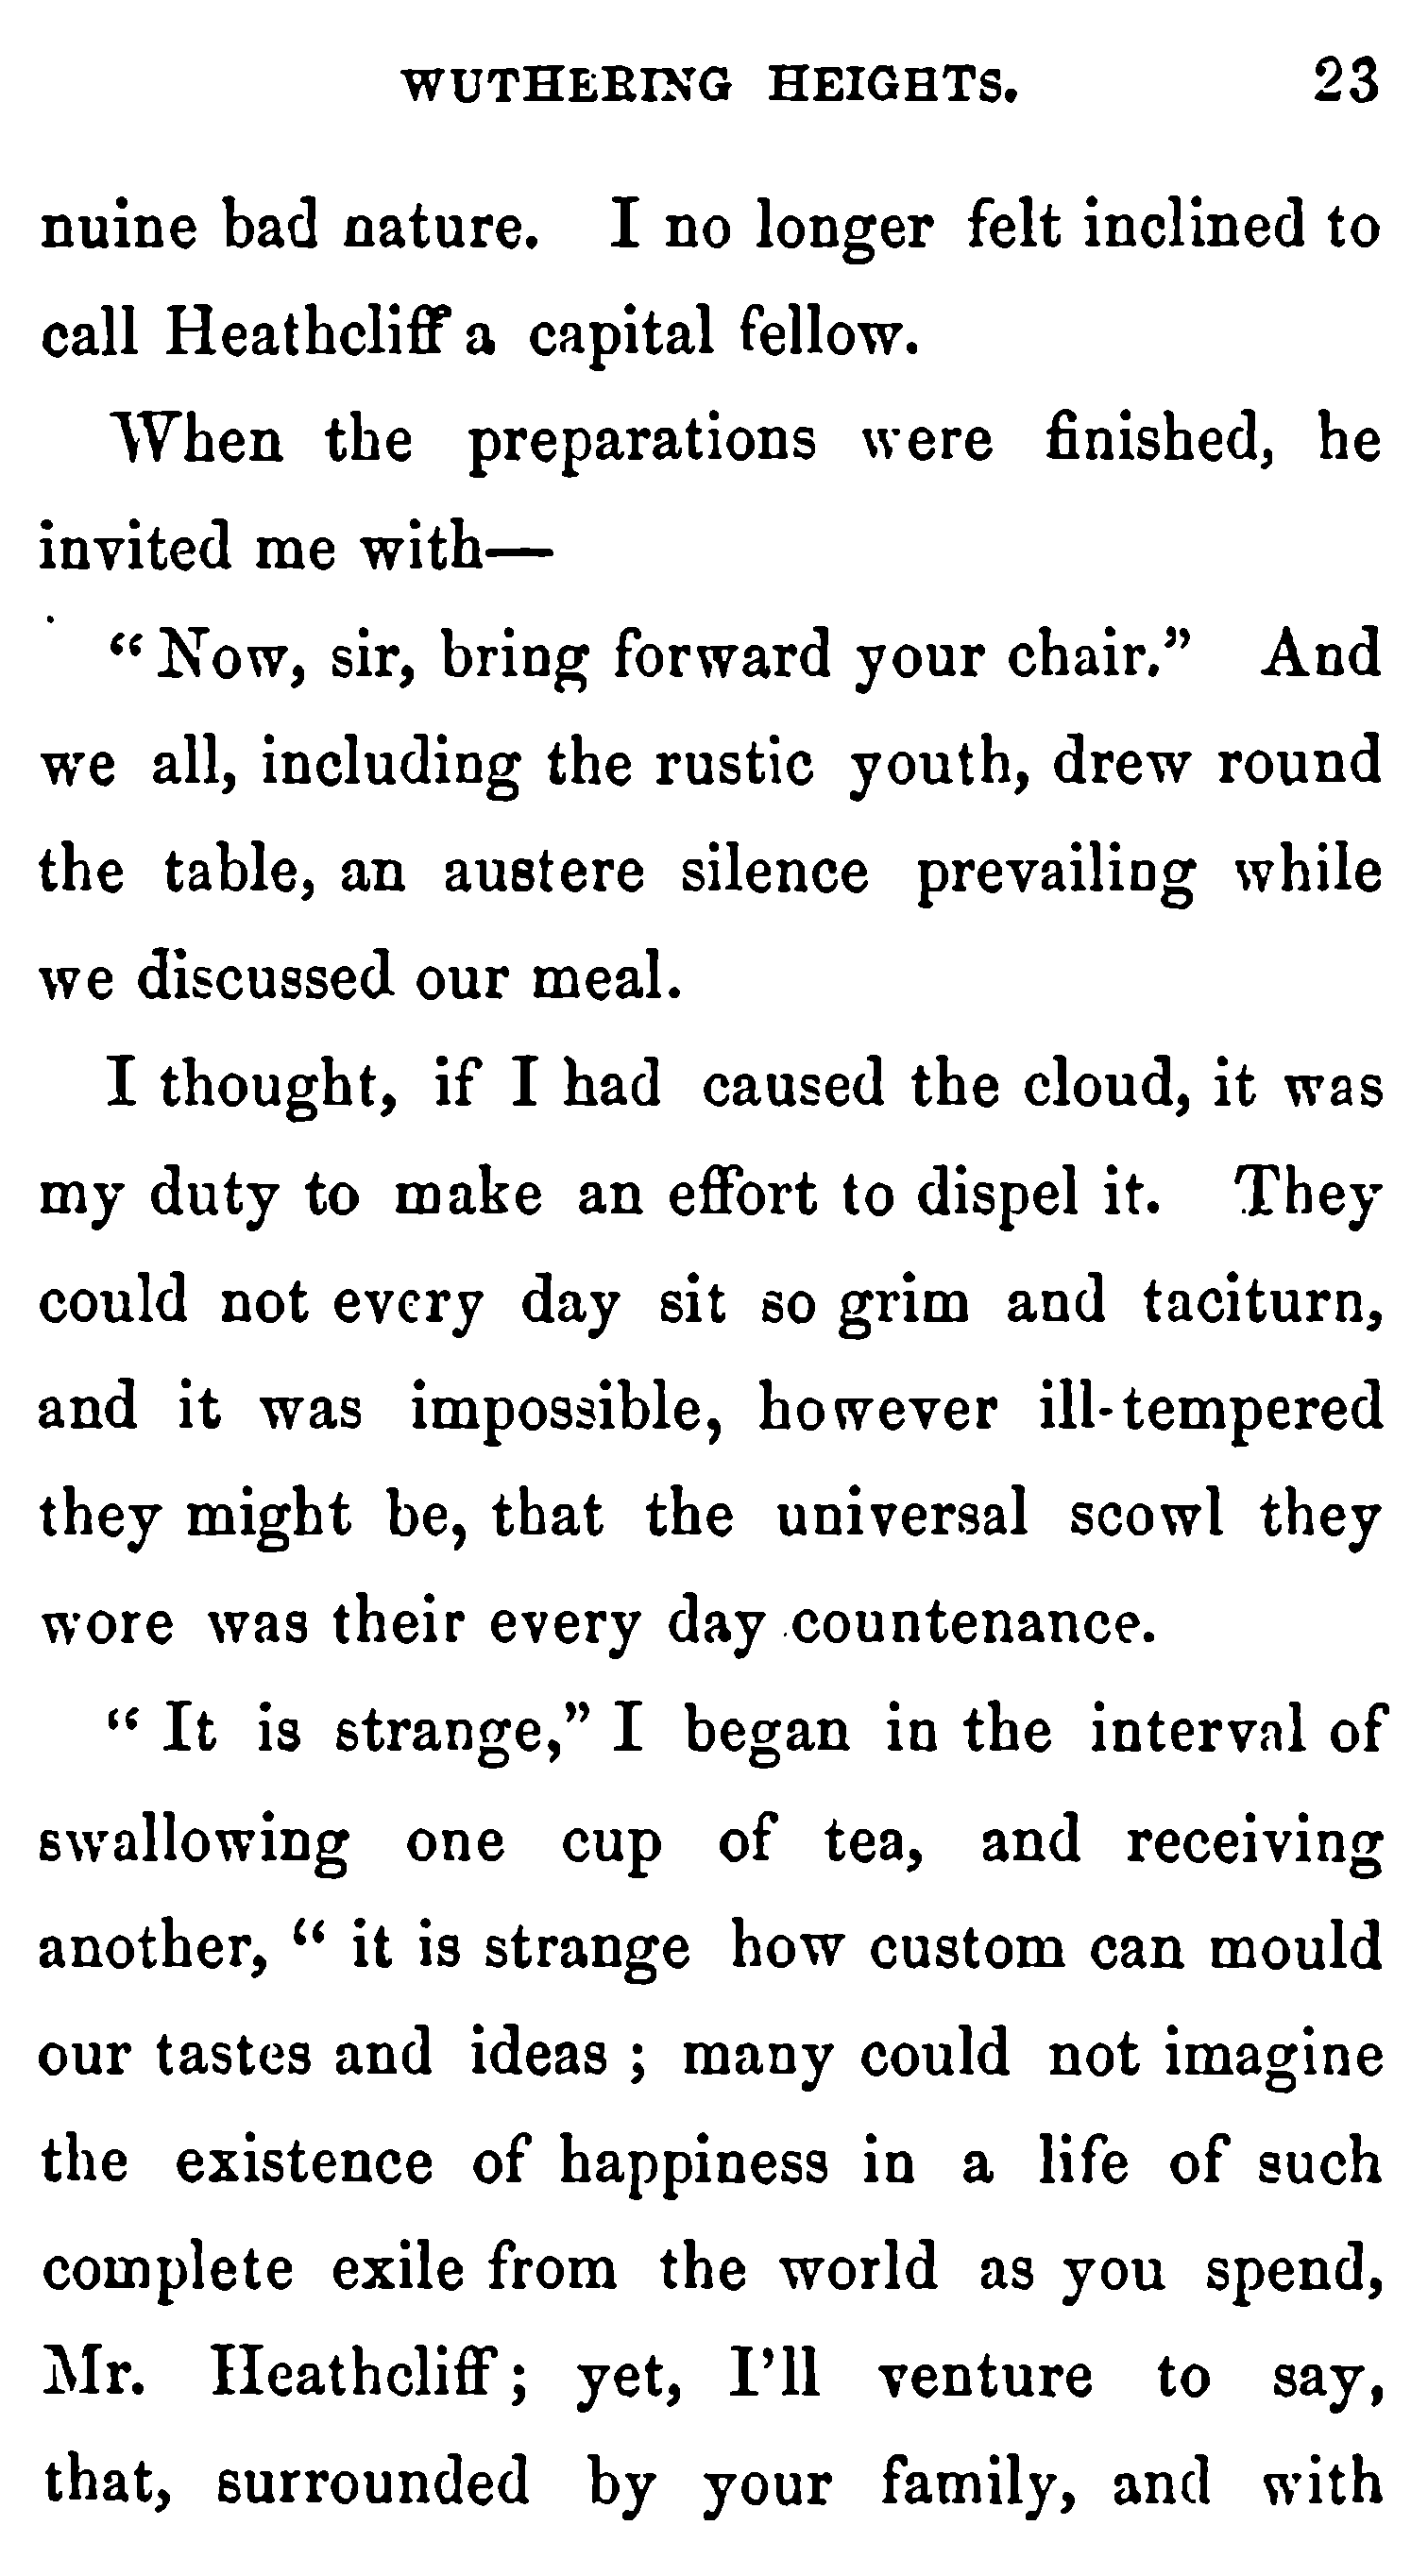 WUTHERING HEIGHTS. 23
nuine bad nature. I no longer felt inclined to
call Heathcliff a capital fellow.
When the preparations were finished, he
invited me with—
“Now, sir, bring forward your chair.” And
we all, including the rustic youth, drew round
the table, an austere silence prevailing while
we discussed our meal.
I thought, if I had caused the cloud, it was
my duty to make an effort to dispel it. They
could not every day sit so grim and taciturn,
and it was impossible, however ill-tempered
they might be, that the universal scowl they
wore was their every day countenance.
“It is strange,” I began in the interval of
swallowing one cup of tea, and receiving
another, “it is strange how custom can mould
our tastes and ideas; many could not imagine
the existence of happiness in a life of such
complete exile from the world as you spend,
Mr. Heathcliff; yet, I’ll venture to say,
that, surrounded by your family, and with